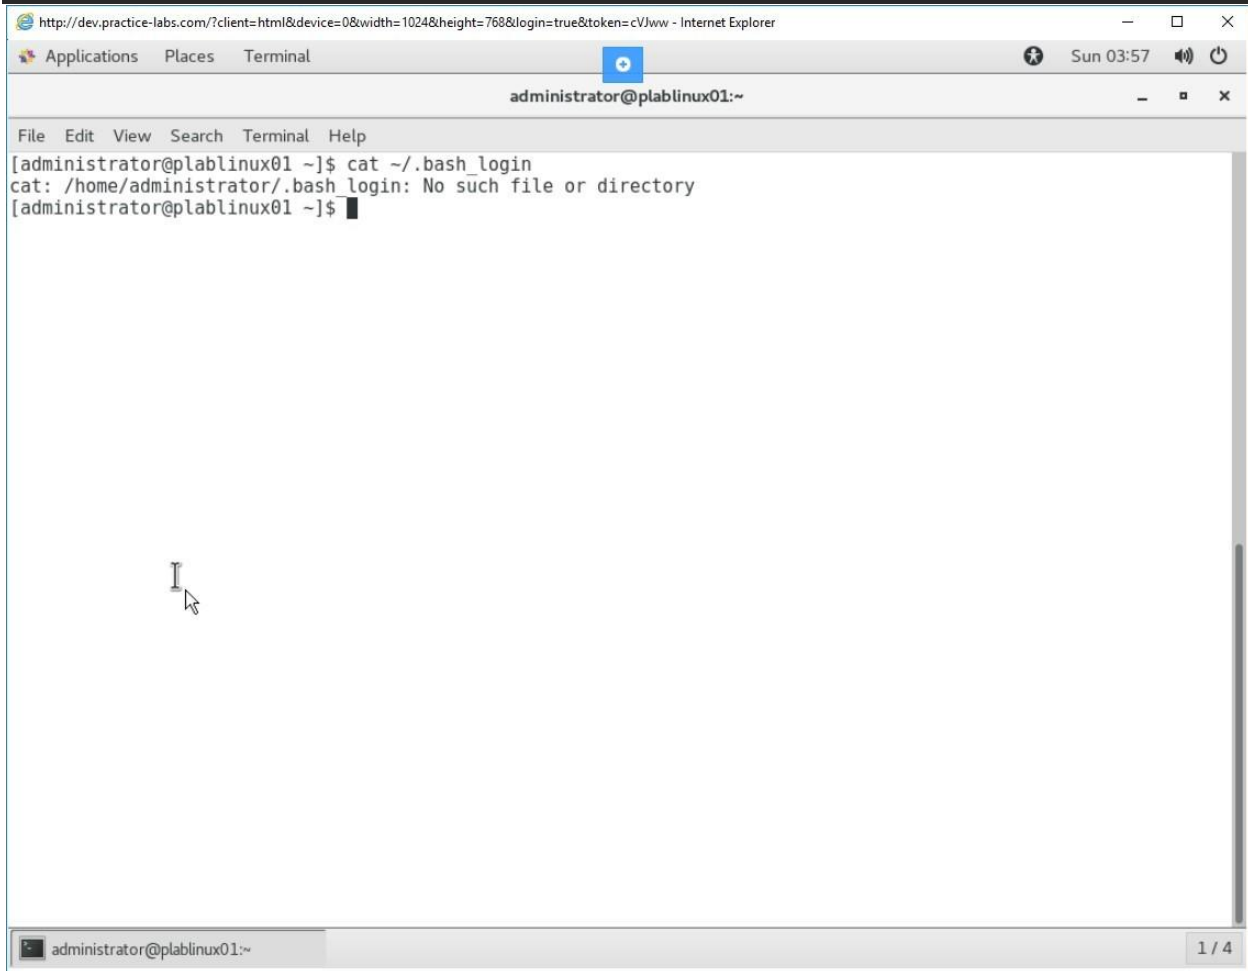 http://dev.practice-labs.com/?client=html&device=0&width=1024&height=768&login=true&token=cVJww - Internet Explorer
Applications Places Terminal Sun 03:57
administrator@plablinux01:~
File Edit View Search Terminal Help
[administrator@plablinux01 ~]$ cat ~/.bash_login
cat: /home/administrator/.bash_login: No such file or directory
[administrator@plablinux01 ~]$
administrator@plablinux01:~ 1 / 4